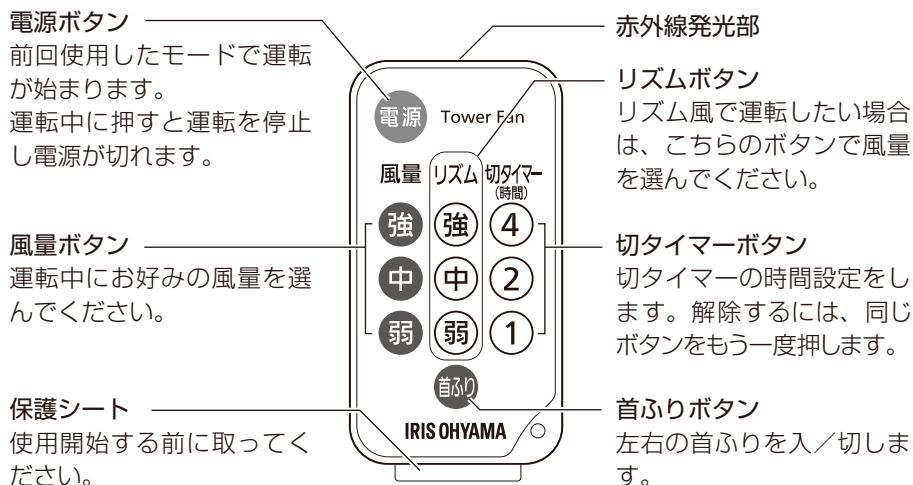 電源ボタン
前回使用したモードで運転
が始まります。
運転中に押すと運転を停止
し電源が切れます。
風量ボタン
運転中にお好みの風量を選
んでください。
保護シート
使用開始する前に取ってく
ださい。
電源 Tower Fan
風量 リズム 切タイマー
(時間)
強 強 4
中 中 2
弱 弱 1
首ふり
IRIS OHYAMA
赤外線発光部
リズムボタン
リズム風で運転したい場合
は、こちらのボタンで風量
を選んでください。
切タイマーボタン
切タイマーの時間設定をし
ます。解除するには、同じ
ボタンをもう一度押します。
首ふりボタン
左右の首ふりを入／切しま
す。